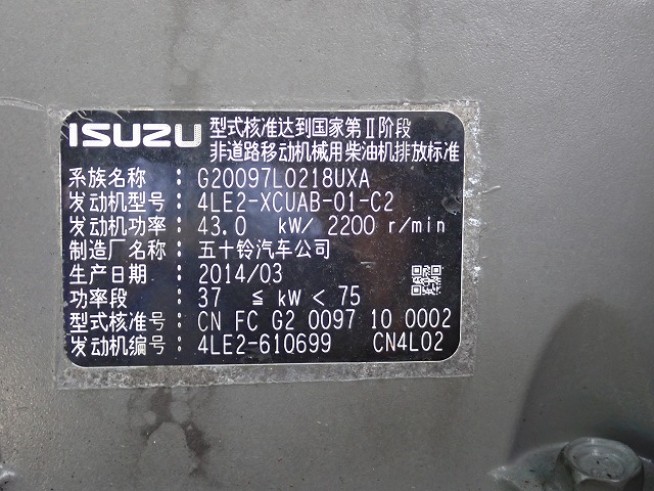 ISUZU 型式核准达到国家第Ⅱ阶段
非道路移动机械用柴油机排放标准
系族名称：G20097L0218UXA
发动机型号：4LE2-XCUAB-01-C2
发动机功率：43.0 kW/ 2200 r/min
制造厂名称：五十铃汽车公司
生产日期：2014/03
功率段：37 ≦ kW < 75
型式核准号：CN FC G2 0097 10 0002
发动机编号：4LE2-610699 CN4L02